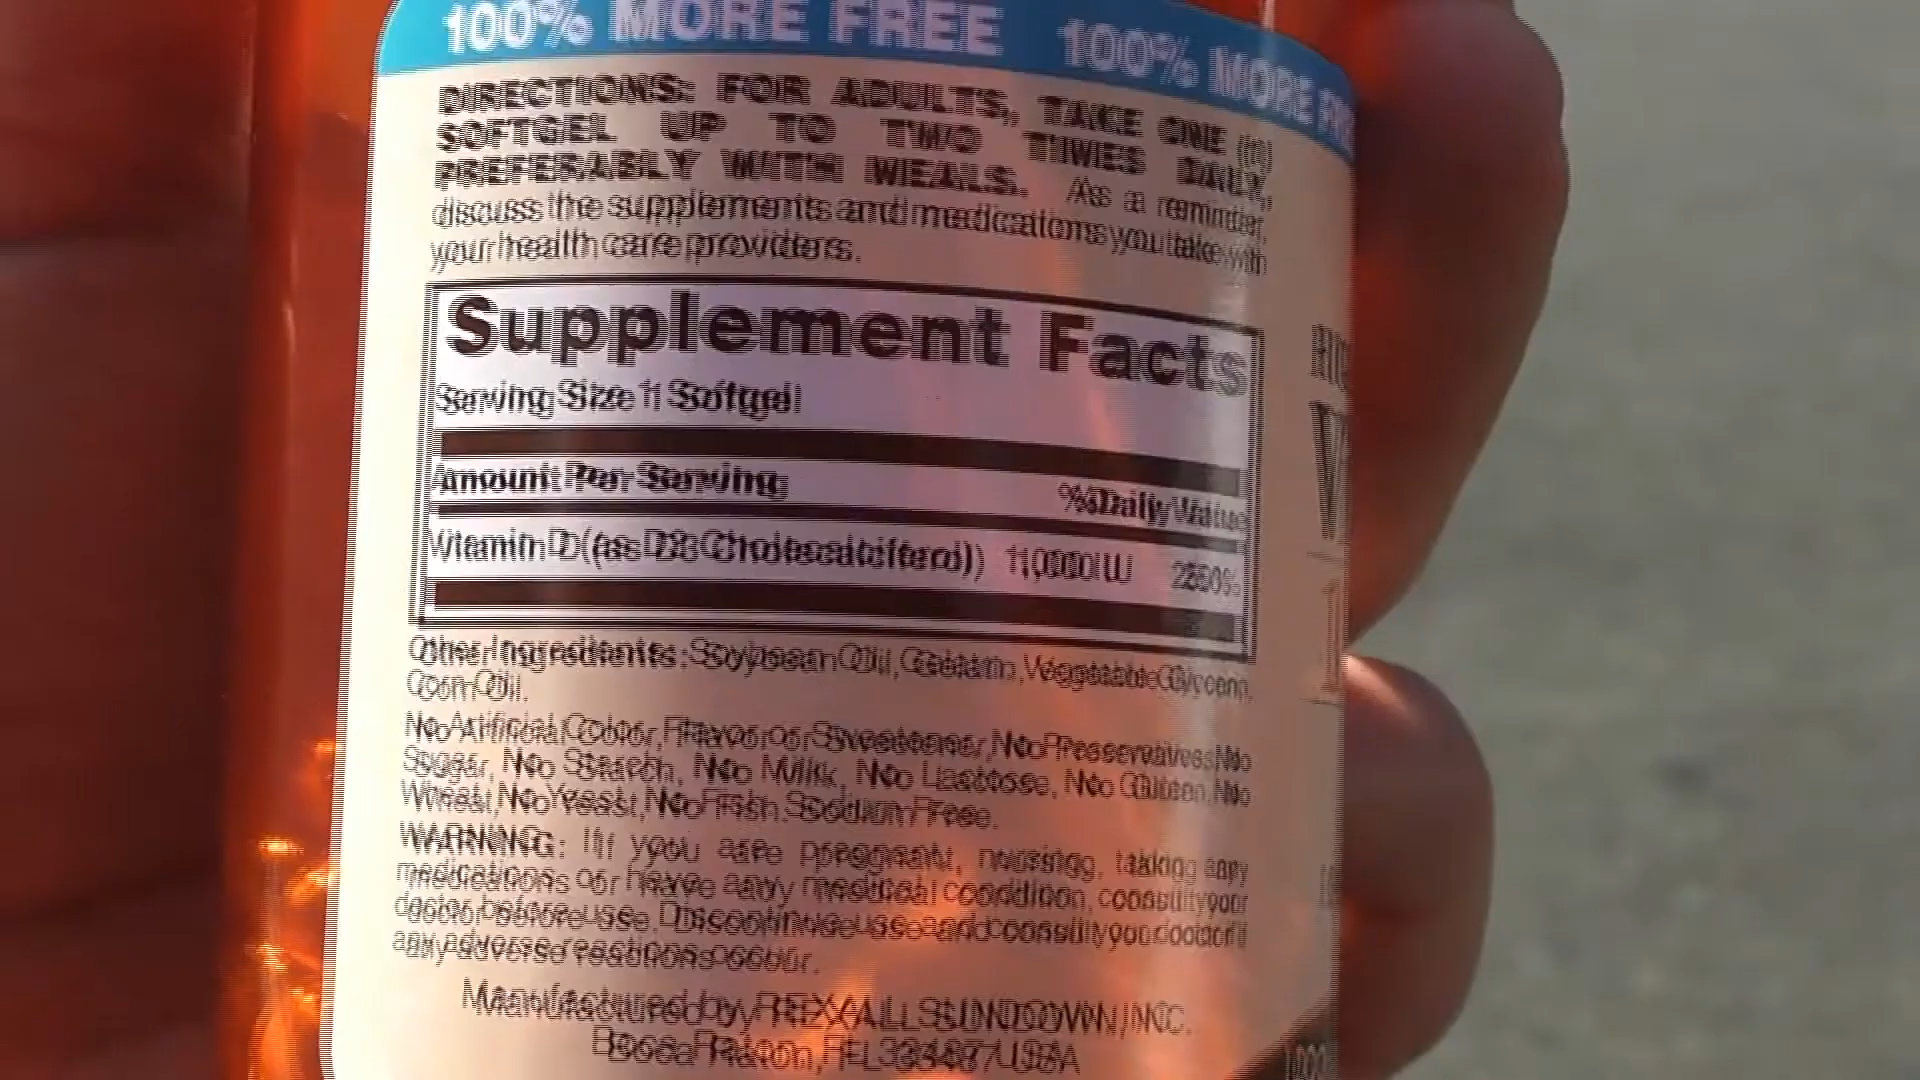 100% MORE FREE 100% MORE FREE
DIRECTIONS: FOR ADULTS, TAKE ONE (1)
SOFTGEL UP TO TWO TIMES DAILY,
PREFERABLY WITH MEALS. As a reminder,
discuss the supplements and medications you take with
your health care providers.
Supplement Facts
Serving Size 1 Softgel
Amount Per Serving
%Daily Value
Vitamin D (as D3 Cholecalciferol) 1,000 IU 250%
Other Ingredients: Soybean Oil, Gelatin, Vegetable Glycerin,
Corn Oil.
No Artificial Color, Flavor or Sweetener, No Preservatives, No
Sugar, No Starch, No Milk, No Lactose, No Gluten, No
Wheat, No Yeast, No Fish. Sodium Free.
WARNING: If you are pregnant, nursing, taking any
medications or have any medical condition, consult your
doctor before use. Discontinue use and consult your doctor if
any adverse reactions occur.
Manufactured by REXALL SUNDOWN, INC.
Boca Raton, FL 33487 USA